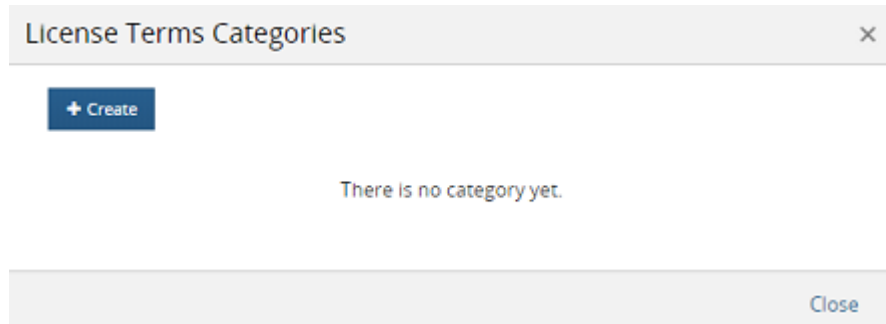 License Terms Categories ×
+ Create
There is no category yet.
Close